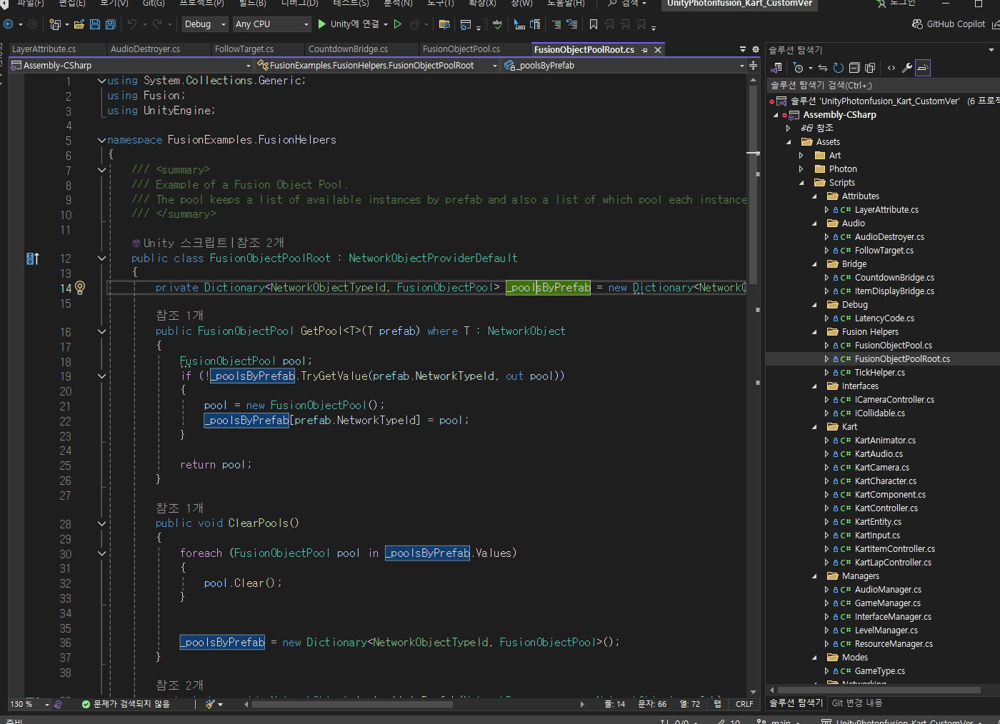 파일(F) 편집(E) 보기(V) Git(G) 프로젝트(P) 빌드(B) 디버그(D) 테스트(S) 분석(N) 도구(T) 확장(X) 창(W) 도움말(H) 검색 UnityPhotonfusion_Kart_CustomVer 로그인
Debug Any CPU Unity에 연결 GitHub Copilot
LayerAttribute.cs AudioDestroyer.cs FollowTarget.cs CountdownBridge.cs FusionObjectPool.cs FusionObjectPoolRoot.cs
Assembly-CSharp FusionExamples.FusionHelpers.FusionObjectPoolRoot _poolsByPrefab
1 using System.Collections.Generic;
2 using Fusion;
3 using UnityEngine;
4
5 namespace FusionExamples.FusionHelpers
6 {
7 /// <summary>
8 /// Example of a Fusion Object Pool.
9 /// The pool keeps a list of available instances by prefab and also a list of which pool each instance
10 /// </summary>
11
Unity 스크립트|참조 2개
12 public class FusionObjectPoolRoot : NetworkObjectProviderDefault
13 {
14 private Dictionary<NetworkObjectTypeId, FusionObjectPool> _poolsByPrefab = new Dictionary<NetworkO
15
참조 1개
16 public FusionObjectPool GetPool<T>(T prefab) where T : NetworkObject
17 {
18 FusionObjectPool pool;
19 if (!_poolsByPrefab.TryGetValue(prefab.NetworkTypeId, out pool))
20 {
21 pool = new FusionObjectPool();
22 _poolsByPrefab[prefab.NetworkTypeId] = pool;
23 }
24
25 return pool;
26 }
27
참조 1개
28 public void ClearPools()
29 {
30 foreach (FusionObjectPool pool in _poolsByPrefab.Values)
31 {
32 pool.Clear();
33 }
34
35
36 _poolsByPrefab = new Dictionary<NetworkObjectTypeId, FusionObjectPool>();
37 }
38
참조 2개
130 % 문제가 검색되지 않음 줄: 14 문자: 66 열: 72 탭 CRLF
솔루션 탐색기
솔루션 탐색기 검색(Ctrl+;)
솔루션 'UnityPhotonfusion_Kart_CustomVer' (6 프로젝
Assembly-CSharp
참조
Assets
Art
Photon
Scripts
Attributes
C# LayerAttribute.cs
Audio
C# AudioDestroyer.cs
C# FollowTarget.cs
Bridge
C# CountdownBridge.cs
C# ItemDisplayBridge.cs
Debug
C# LatencyCode.cs
Fusion Helpers
C# FusionObjectPool.cs
C# FusionObjectPoolRoot.cs
C# TickHelper.cs
Interfaces
C# ICameraController.cs
C# ICollidable.cs
Kart
C# KartAnimator.cs
C# KartAudio.cs
C# KartCamera.cs
C# KartCharacter.cs
C# KartComponent.cs
C# KartController.cs
C# KartEntity.cs
C# KartInput.cs
C# KartItemController.cs
C# KartLapController.cs
Managers
C# AudioManager.cs
C# GameManager.cs
C# InterfaceManager.cs
C# LevelManager.cs
C# ResourceManager.cs
Modes
C# GameType.cs
Networking
솔루션 탐색기 Git 변경 내용
준비 0/0 10 main UnityPhotonfusion_Kart_CustomVer